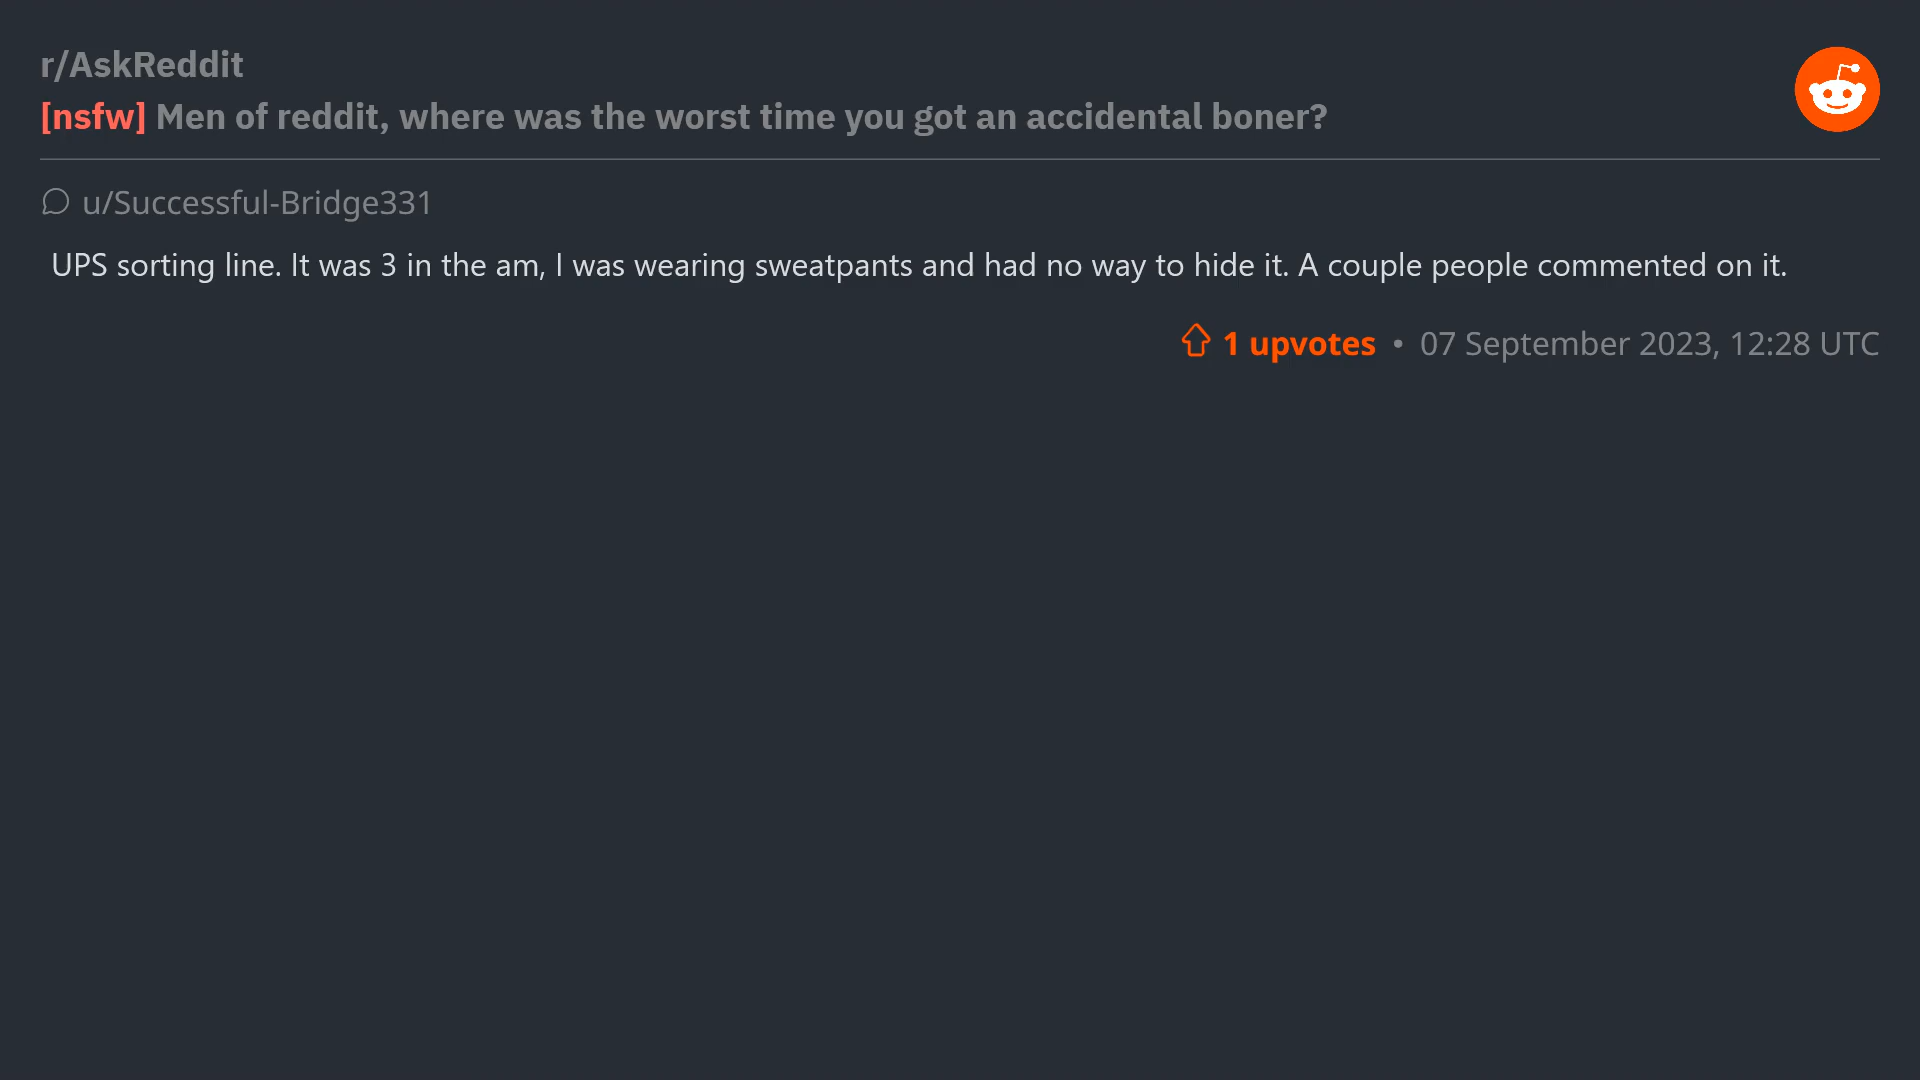 r/AskReddit
[nsfw] Men of reddit, where was the worst time you got an accidental boner?
u/Successful-Bridge331
UPS sorting line. It was 3 in the am, I was wearing sweatpants and had no way to hide it. A couple people commented on it.
1 upvotes • 07 September 2023, 12:28 UTC